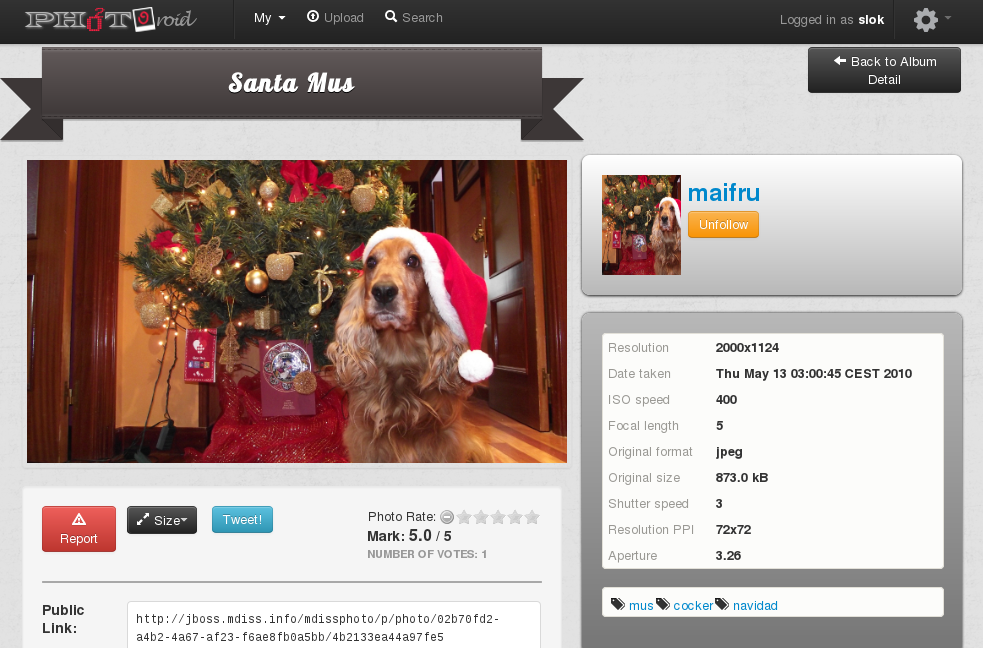 PHOTOroid
My
Upload
Search
Logged in as slok
Santa Mus
Back to Album
Detail
maifru
Unfollow
Resolution 2000x1124
Date taken Thu May 13 03:00:45 CEST 2010
ISO speed 400
Focal length 5
Original format jpeg
Original size 873.0 kB
Shutter speed 3
Resolution PPI 72x72
Aperture 3.26
mus cocker navidad
Report
Size
Tweet!
Photo Rate:
Mark: 5.0 / 5
NUMBER OF VOTES: 1
Public
Link:
http://jboss.mdiss.info/mdissphoto/p/photo/02b70fd2-
a4b2-4a67-af23-f6ae8fb0a5bb/4b2133ea44a97fe5